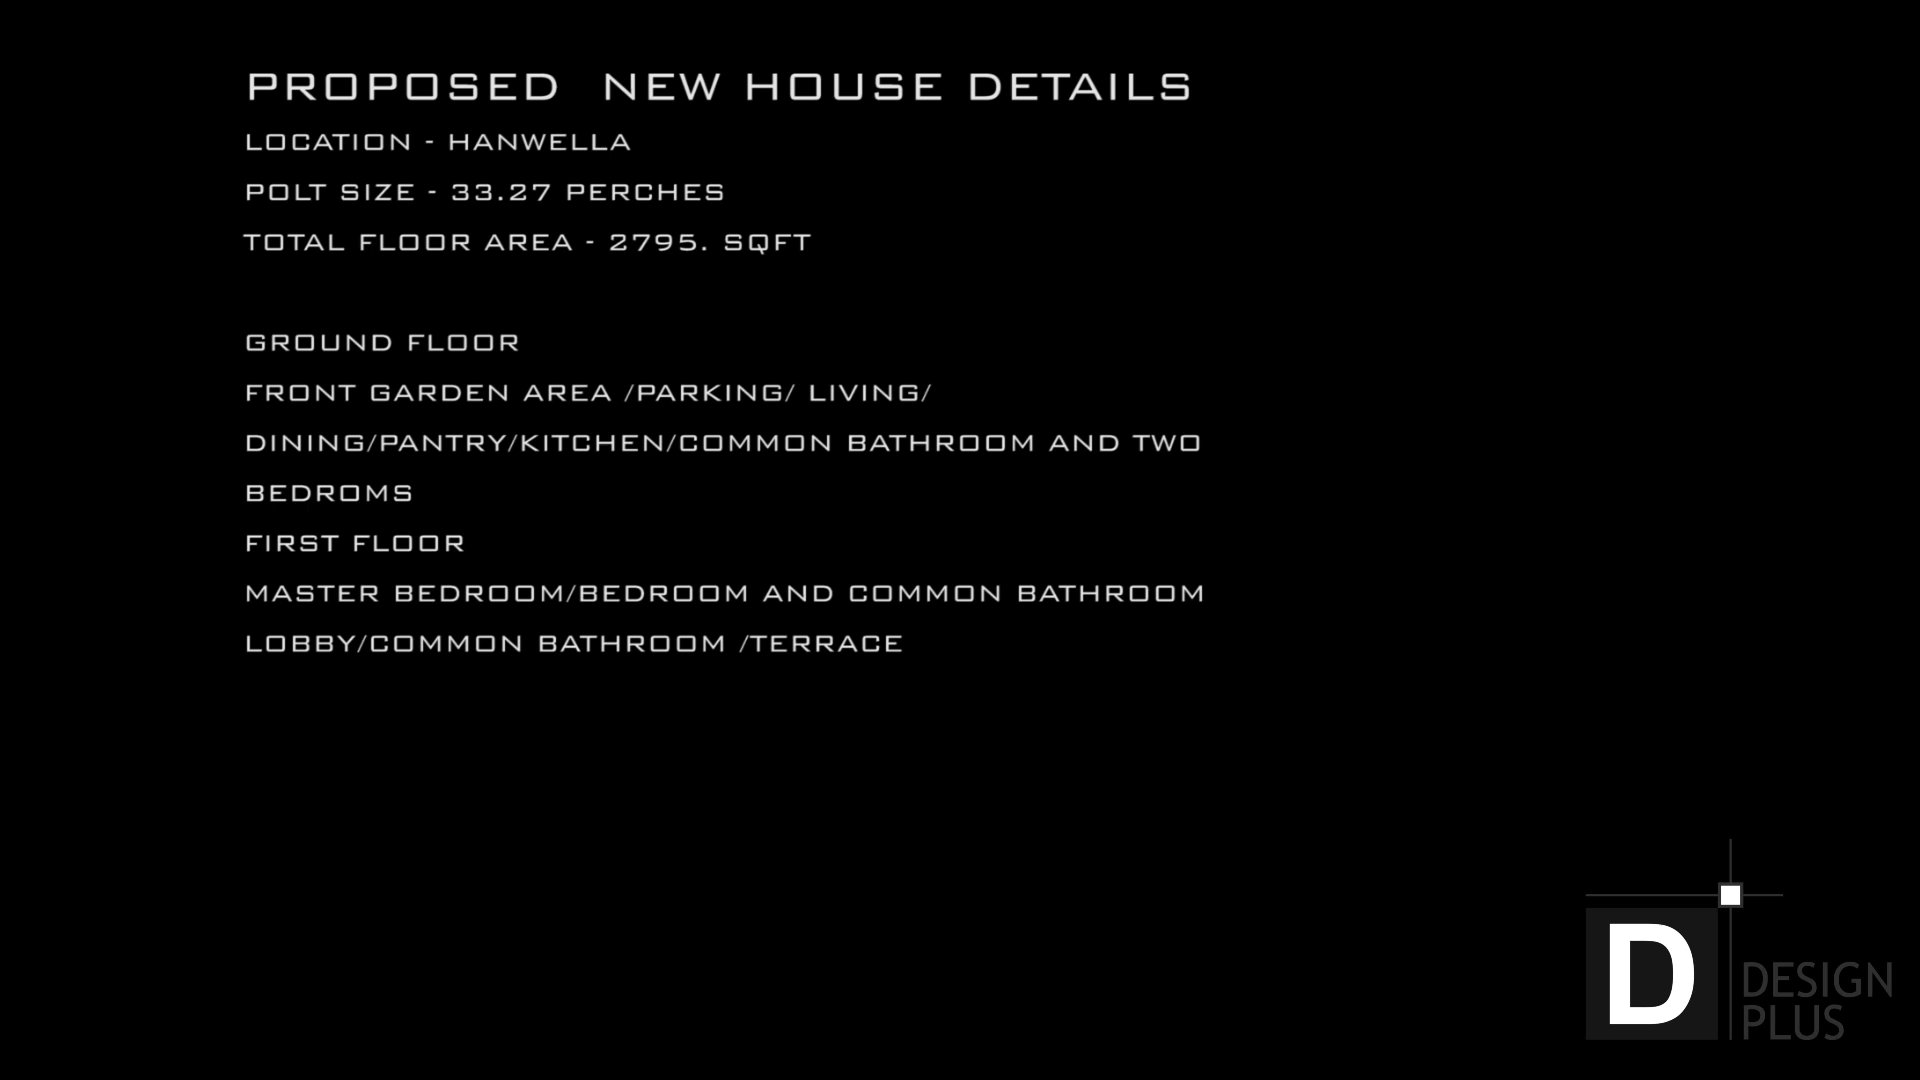 PROPOSED  NEW HOUSE DETAILS
LOCATION - HANWELLA
POLT SIZE - 33.27 PERCHES
TOTAL FLOOR AREA - 2795. SQFT
GROUND FLOOR
FRONT GARDEN AREA /PARKING/ LIVING/
DINING/PANTRY/KITCHEN/COMMON BATHROOM AND TWO
BEDROMS
FIRST FLOOR
MASTER BEDROOM/BEDROOM AND COMMON BATHROOM
LOBBY/COMMON BATHROOM /TERRACE
D
DESIGN
PLUS